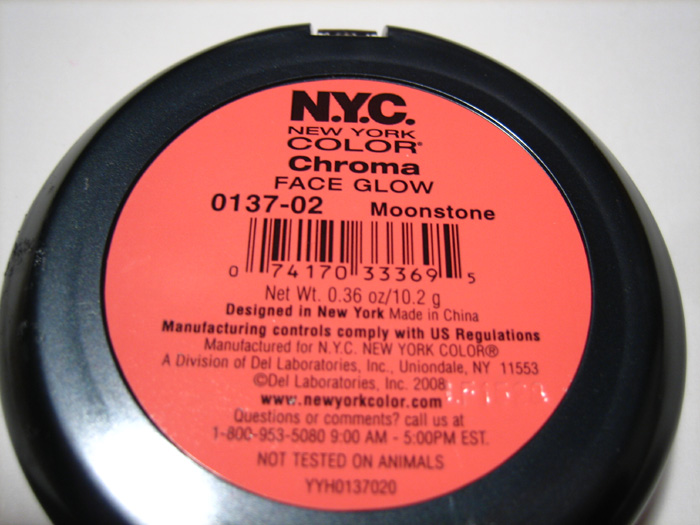 N.Y.C.
NEW YORK
COLOR®
Chroma
FACE GLOW
0137-02 Moonstone
0 74170 33369 5
Net Wt. 0.36 oz/10.2 g
Designed in New York Made in China
Manufacturing controls comply with US Regulations
Manufactured for N.Y.C. NEW YORK COLOR®
A Division of Del Laboratories, Inc., Uniondale, NY 11553
©Del Laboratories, Inc. 2008
www.newyorkcolor.com
Questions or comments? call us at
1-800-953-5080 9:00 AM - 5:00PM EST.
NOT TESTED ON ANIMALS
YYH0137020